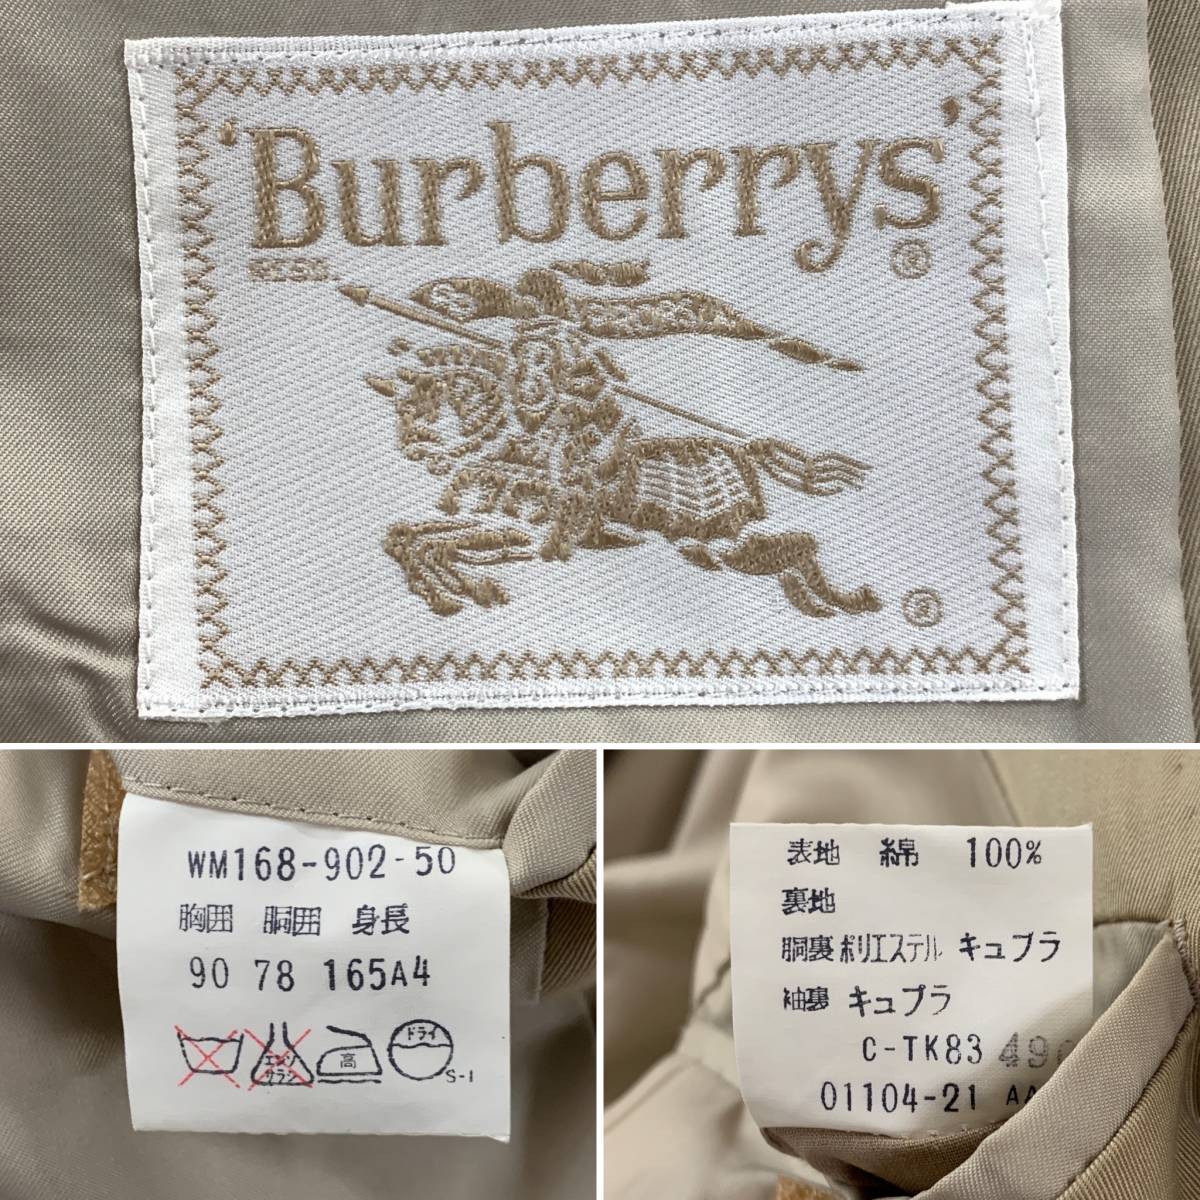 'Burberrys'
®
®
WM168-902-50
胸囲 胴囲 身長
90 78 165A4
エンソ
サラシ
高
ドライ
S-1
表地 綿 100%
裏地
胴裏 ポリエステル キュプラ
袖裏 キュプラ
C-TK83 49
01104-21 AA